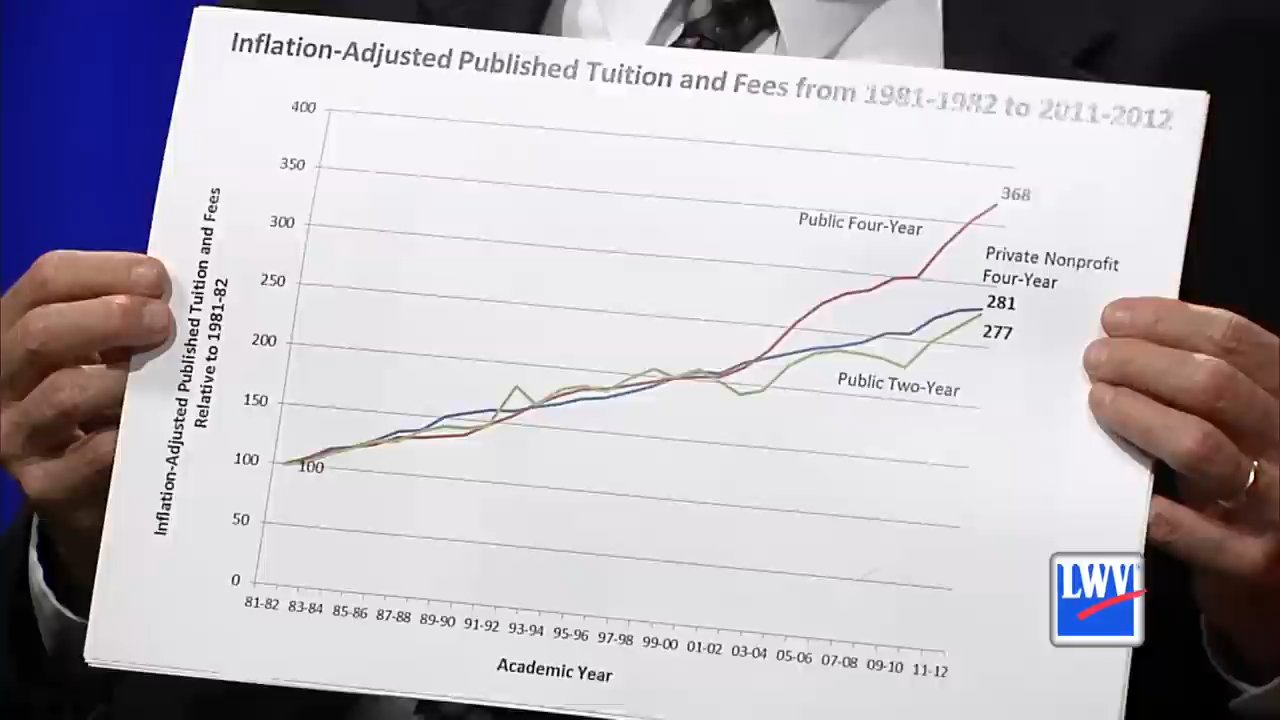 Inflation-Adjusted Published Tuition and Fees from 1981-1982 to 2011-2012
Inflation-Adjusted Published Tuition and Fees
Relative to 1981-82
400
350
300
250
200
150
100
50
0
368
Public Four-Year
Private Nonprofit
Four-Year
281
277
Public Two-Year
100
81-82 83-84 85-86 87-88 89-90 91-92 93-94 95-96 97-98 99-00 01-02 03-04 05-06 07-08 09-10 11-12
Academic Year
LWV